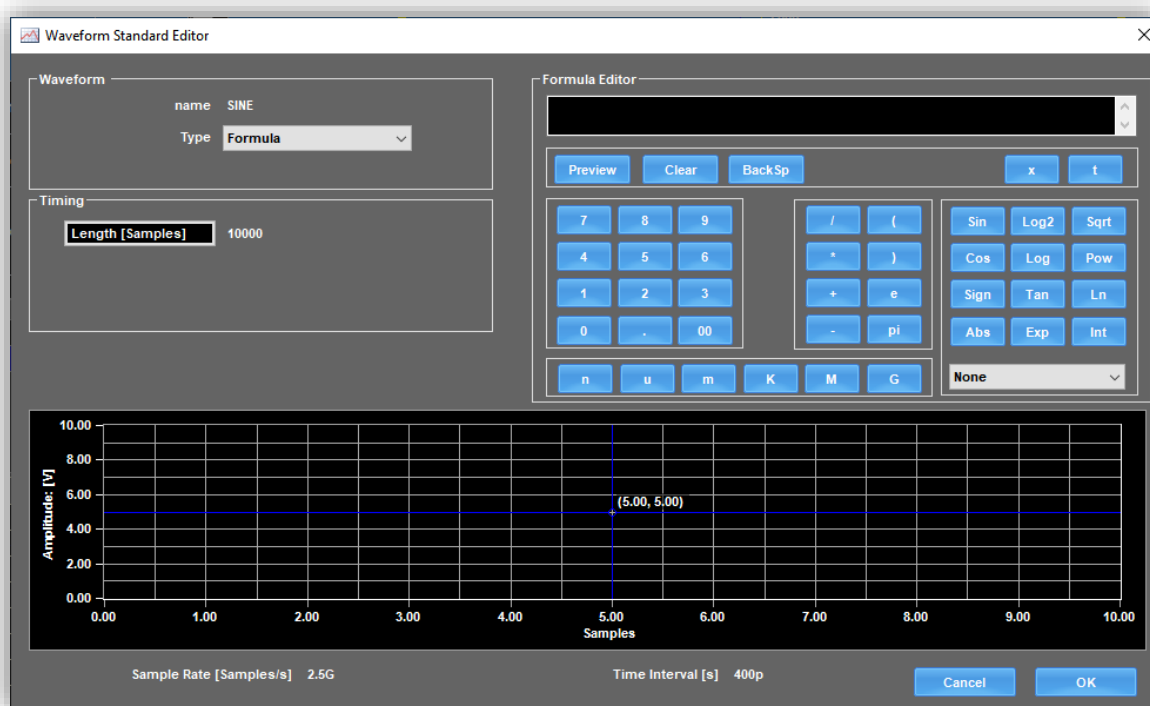 Waveform Standard Editor
Waveform
name SINE
Type Formula
Timing
Length [Samples] 10000
Formula Editor
Preview Clear BackSp x t
7 8 9 / ( Sin Log2 Sqrt
4 5 6 * ) Cos Log Pow
1 2 3 + e Sign Tan Ln
0 . 00 - pi Abs Exp Int
n u m K M G None
10.00
8.00
6.00
4.00
2.00
0.00
Amplitude: [V]
(5.00, 5.00)
0.00 1.00 2.00 3.00 4.00 5.00 6.00 7.00 8.00 9.00 10.00
Samples
Sample Rate [Samples/s] 2.5G Time Interval [s] 400p Cancel OK